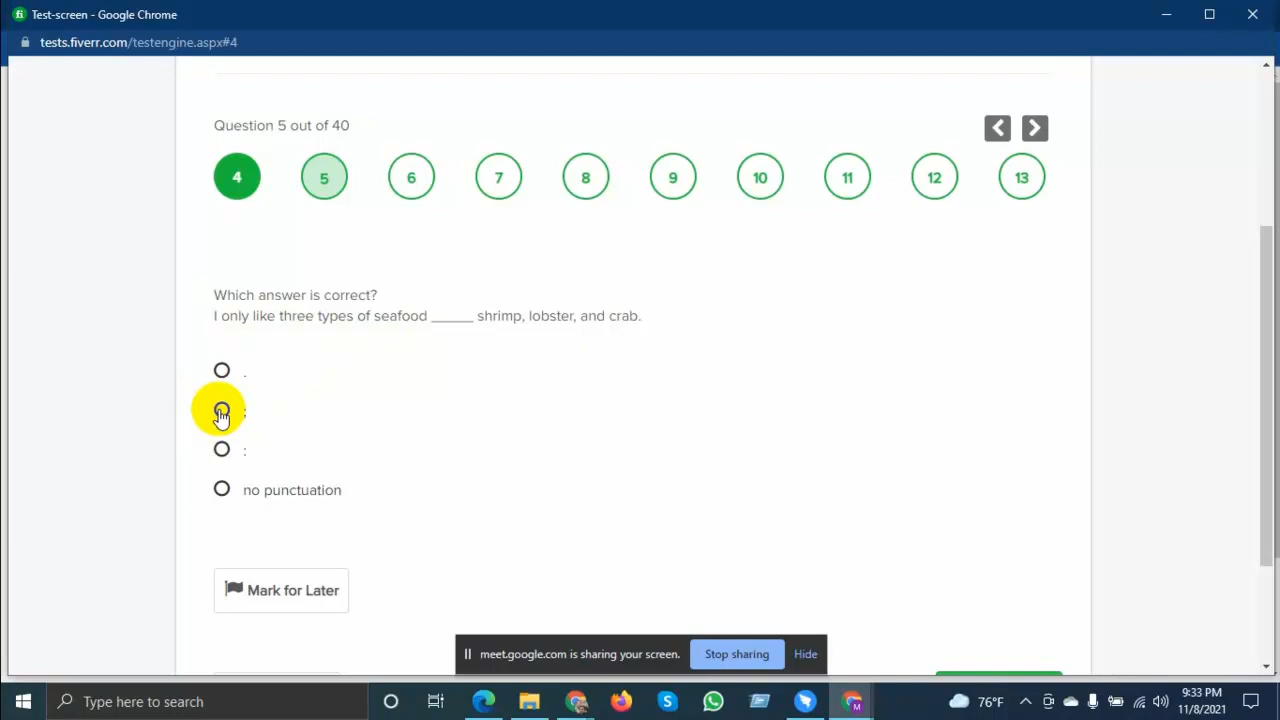 Test-screen - Google Chrome
tests.fiverr.com/testengine.aspx#4
Question 5 out of 40
4 5 6 7 8 9 10 11 12 13
Which answer is correct?
I only like three types of seafood _____ shrimp, lobster, and crab.
.
;
:
no punctuation
Mark for Later
meet.google.com is sharing your screen. Stop sharing Hide
Type here to search
76°F
9:33 PM
11/8/2021